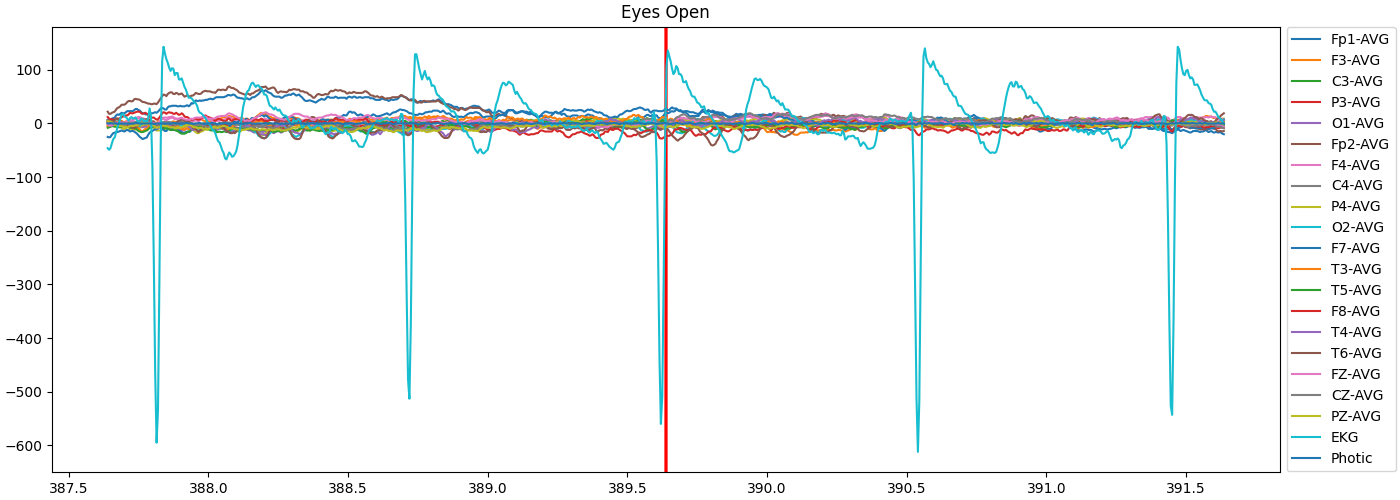 Eyes Open
100
0
−100
−200
−300
−400
−500
−600
387.5 388.0 388.5 389.0 389.5 390.0 390.5 391.0 391.5
Fp1-AVG
F3-AVG
C3-AVG
P3-AVG
O1-AVG
Fp2-AVG
F4-AVG
C4-AVG
P4-AVG
O2-AVG
F7-AVG
T3-AVG
T5-AVG
F8-AVG
T4-AVG
T6-AVG
FZ-AVG
CZ-AVG
PZ-AVG
EKG
Photic